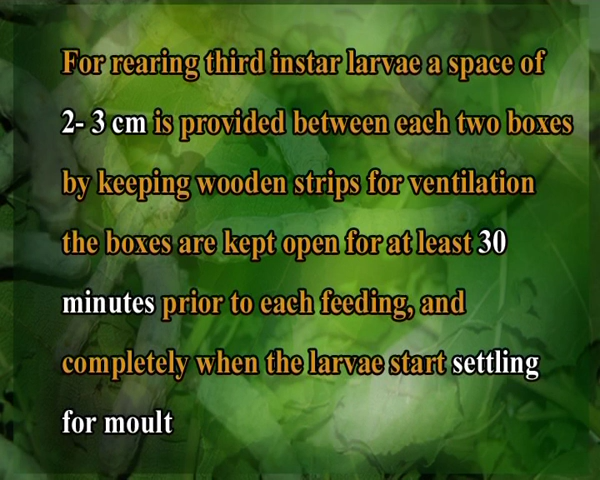 For rearing third instar larvae a space of
2- 3 cm is provided between each two boxes
by keeping wooden strips for ventilation
the boxes are kept open for at least 30
minutes prior to each feeding, and
completely when the larvae start settling
for moult